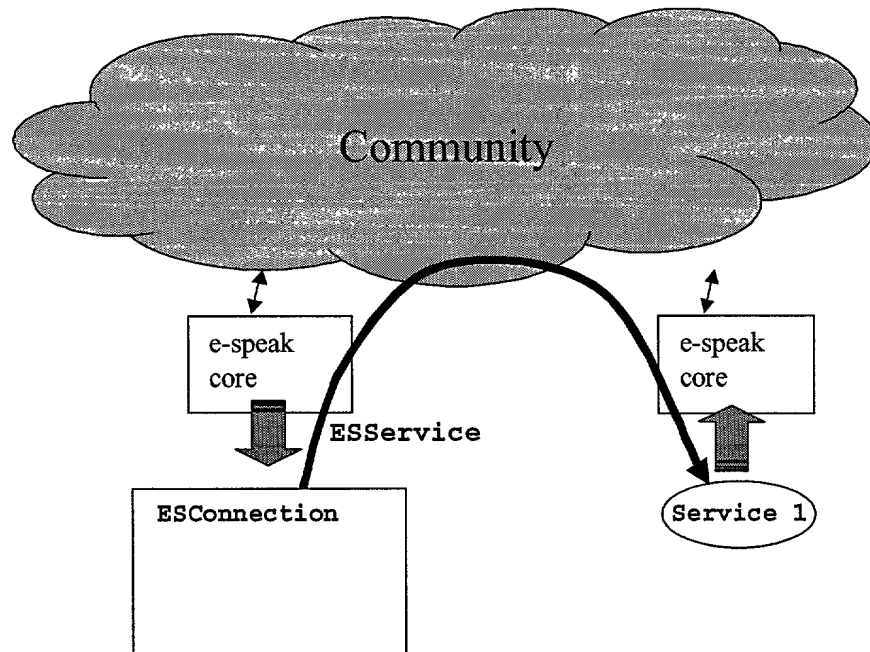 Community
e-speak
core
e-speak
core
ESService
ESConnection
Service 1